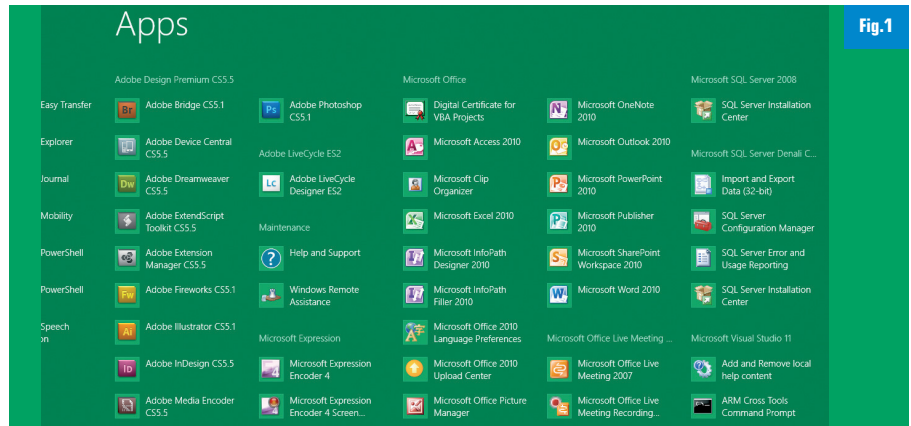 Apps
Fig.1
Easy Transfer
Explorer
Journal
Mobility
PowerShell
PowerShell
Speech
on
Adobe Design Premium CS5.5
Br
Adobe Bridge CS5.1
Adobe Device Central
CS5.5
Dw
Adobe Dreamweaver
CS5.5
Adobe ExtendScript
Toolkit CS5.5
Adobe Extension
Manager CS5.5
Fw
Adobe Fireworks CS5.1
Ai
Adobe Illustrator CS5.1
ID
Adobe InDesign CS5.5
Adobe Media Encoder
CS5.5
Ps
Adobe Photoshop
CS5.1
Adobe LiveCycle ES2
LC
Adobe LiveCycle
Designer ES2
Maintenance
?
Help and Support
Windows Remote
Assistance
Microsoft Expression
Microsoft Expression
Encoder 4
Microsoft Expression
Encoder 4 Screen...
Microsoft Office
Digital Certificate for
VBA Projects
A
Microsoft Access 2010
Microsoft Clip
Organizer
X
Microsoft Excel 2010
Microsoft InfoPath
Designer 2010
Microsoft InfoPath
Filler 2010
Microsoft Office 2010
Language Preferences
Microsoft Office 2010
Upload Center
Microsoft Office Picture
Manager
N
Microsoft OneNote
2010
O
Microsoft Outlook 2010
P
Microsoft PowerPoint
2010
P
Microsoft Publisher
2010
S
Microsoft SharePoint
Workspace 2010
W
Microsoft Word 2010
Microsoft Office Live Meeting ...
Microsoft Office Live
Meeting 2007
Microsoft Office Live
Meeting Recording...
Microsoft SQL Server 2008
SQL Server Installation
Center
Microsoft SQL Server Denali C...
Import and Export
Data (32-bit)
SQL Server
Configuration Manager
SQL Server Error and
Usage Reporting
SQL Server Installation
Center
Microsoft Visual Studio 11
Add and Remove local
help content
ARM Cross Tools
Command Prompt